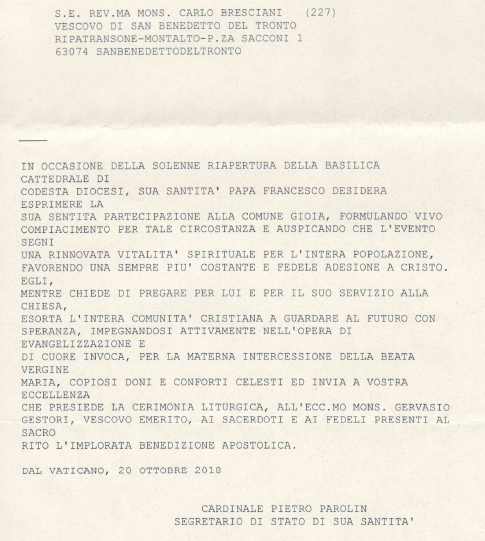 S.E. REV.MA MONS. CARLO BRESCIANI (227)
VESCOVO DI SAN BENEDETTO DEL TRONTO
RIPATRANSONE-MONTALTO-P.ZA SACCONI 1
63074 SANBENEDETTODELTRONTO
IN OCCASIONE DELLA SOLENNE RIAPERTURA DELLA BASILICA
CATTEDRALE DI
CODESTA DIOCESI, SUA SANTITA' PAPA FRANCESCO DESIDERA
ESPRIMERE LA
SUA SENTITA PARTECIPAZIONE ALLA COMUNE GIOIA, FORMULANDO VIVO
COMPIACIMENTO PER TALE CIRCOSTANZA E AUSPICANDO CHE L'EVENTO
SEGNI
UNA RINNOVATA VITALITA' SPIRITUALE PER L'INTERA POPOLAZIONE,
FAVORENDO UNA SEMPRE PIU' COSTANTE E FEDELE ADESIONE A CRISTO.
EGLI,
MENTRE CHIEDE DI PREGARE PER LUI E PER IL SUO SERVIZIO ALLA
CHIESA,
ESORTA L'INTERA COMUNITA' CRISTIANA A GUARDARE AL FUTURO CON
SPERANZA, IMPEGNANDOSI ATTIVAMENTE NELL'OPERA DI
EVANGELIZZAZIONE E
DI CUORE INVOCA, PER LA MATERNA INTERCESSIONE DELLA BEATA
VERGINE
MARIA, COPIOSI DONI E CONFORTI CELESTI ED INVIA A VOSTRA
ECCELLENZA
CHE PRESIEDE LA CERIMONIA LITURGICA, ALL'ECC.MO MONS. GERVASIO
GESTORI, VESCOVO EMERITO, AI SACERDOTI E AI FEDELI PRESENTI AL
SACRO
RITO L'IMPLORATA BENEDIZIONE APOSTOLICA.
DAL VATICANO, 20 OTTOBRE 2018
CARDINALE PIETRO PAROLIN
SEGRETARIO DI STATO DI SUA SANTITA'